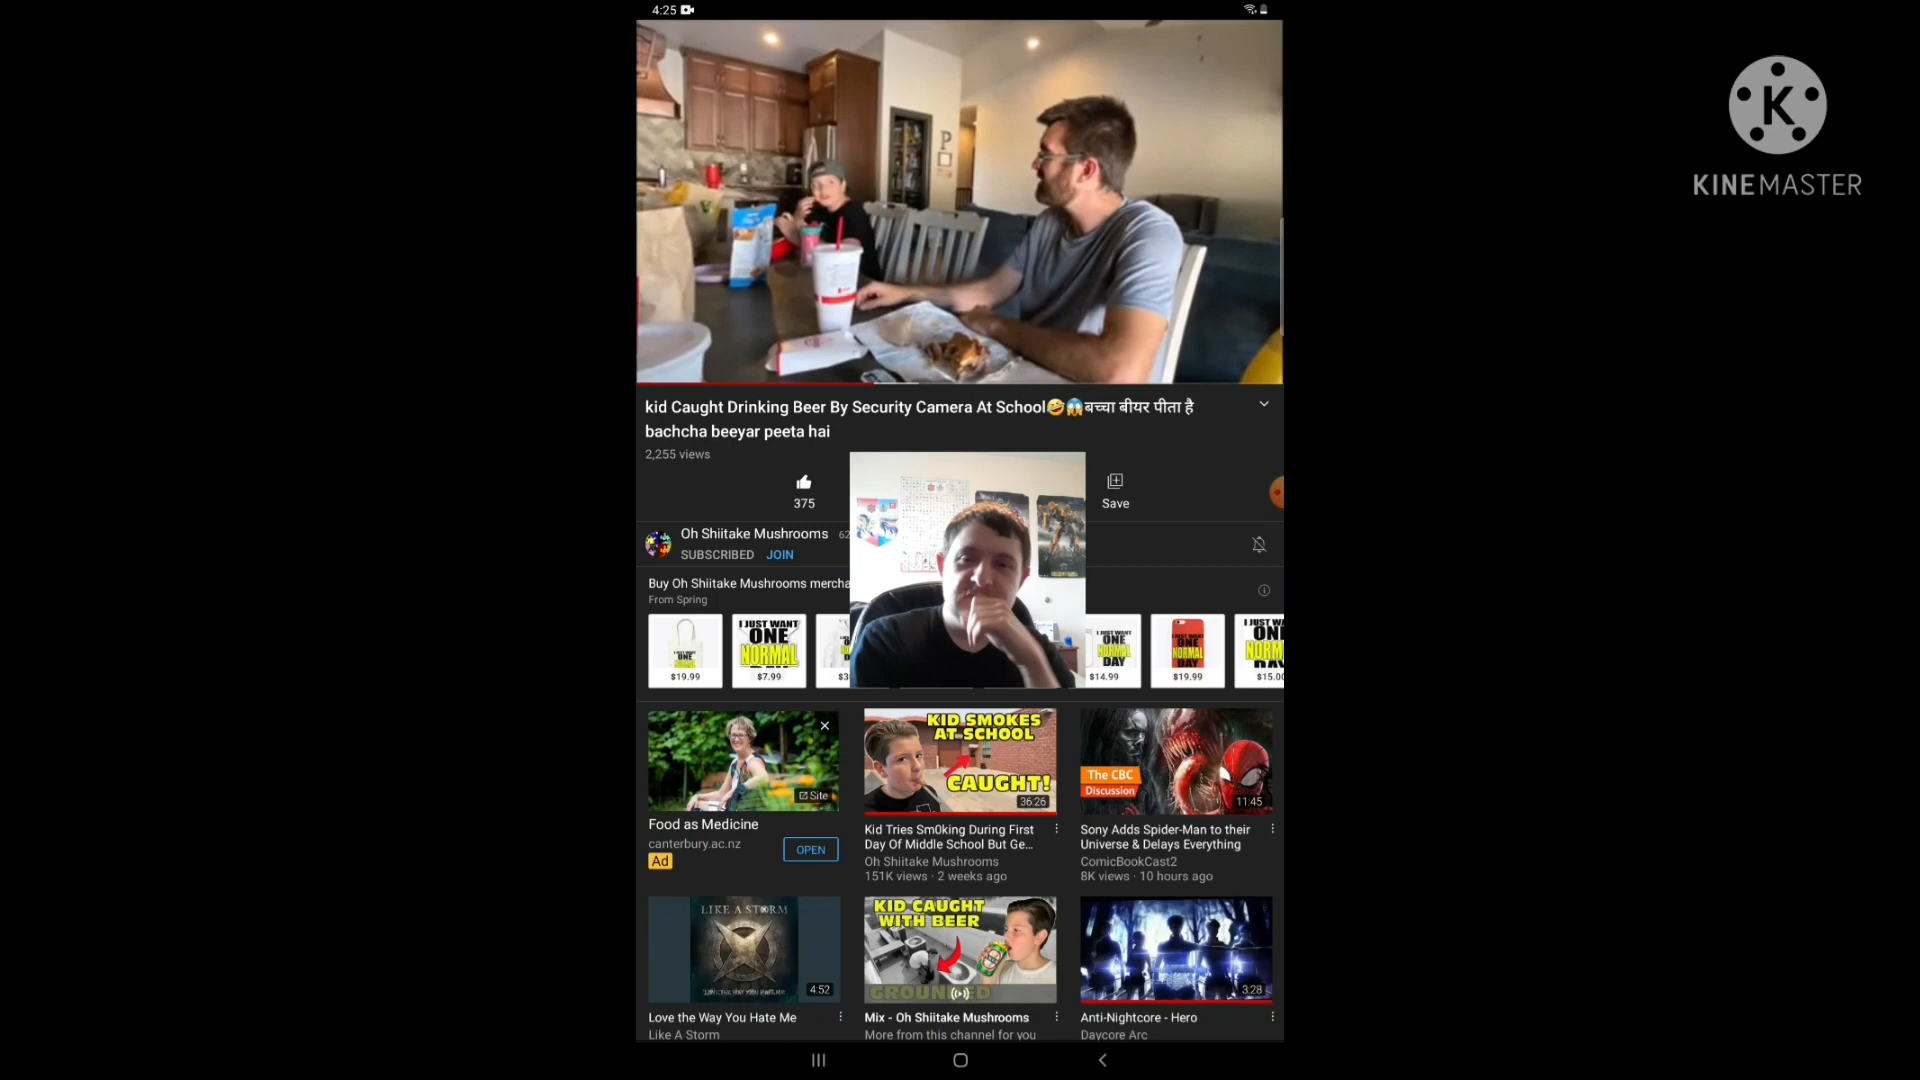 4:25
KINEMASTER
P
kid Caught Drinking Beer By Security Camera At School🤣😱बच्चा बीयर पीता है
bachcha beeyar peeta hai
2,255 views
375
Save
Oh Shiitake Mushrooms 62
SUBSCRIBED JOIN
Buy Oh Shiitake Mushrooms mercha
From Spring
I JUST WANT
ONE
NORMAL
DAY
$19.99
$7.99
$3
$14.99
$19.99
$15.00
KID SMOKES
AT SCHOOL
CAUGHT!
36:26
The CBC
Discussion
11:45
Site
Food as Medicine
canterbury.ac.nz
Ad
OPEN
Kid Tries Sm0king During First
Day Of Middle School But Ge...
Oh Shiitake Mushrooms
151K views · 2 weeks ago
Sony Adds Spider-Man to their
Universe & Delays Everything
ComicBookCast2
8K views · 10 hours ago
LIKE A STORM
4:52
KID CAUGHT
WITH BEER
GROUNDED
3:28
Love the Way You Hate Me
Like A Storm
Mix - Oh Shiitake Mushrooms
More from this channel for you
Anti-Nightcore - Hero
Daycore Arc